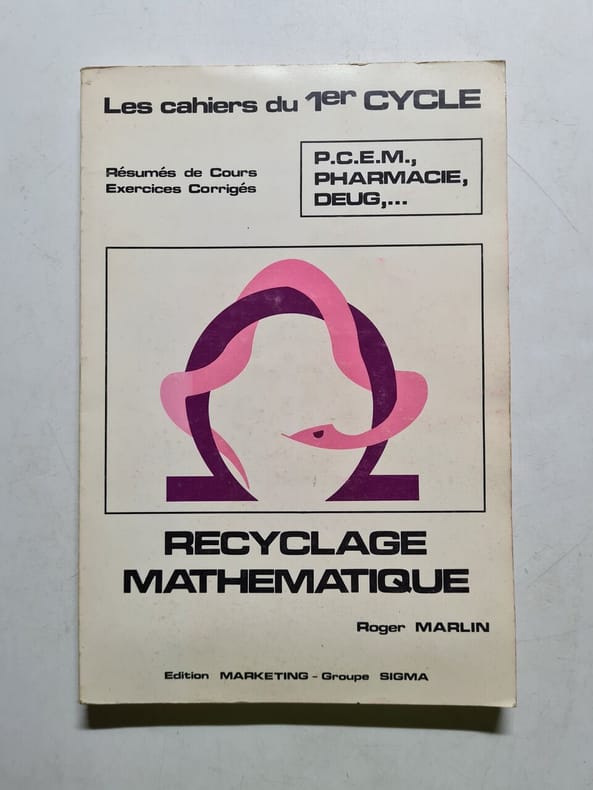 Les cahiers du 1er CYCLE
Résumés de Cours
Exercices Corrigés
P.C.E.M.,
PHARMACIE,
DEUG,...
RECYCLAGE
MATHEMATIQUE
Roger MARLIN
Edition MARKETING - Groupe SIGMA